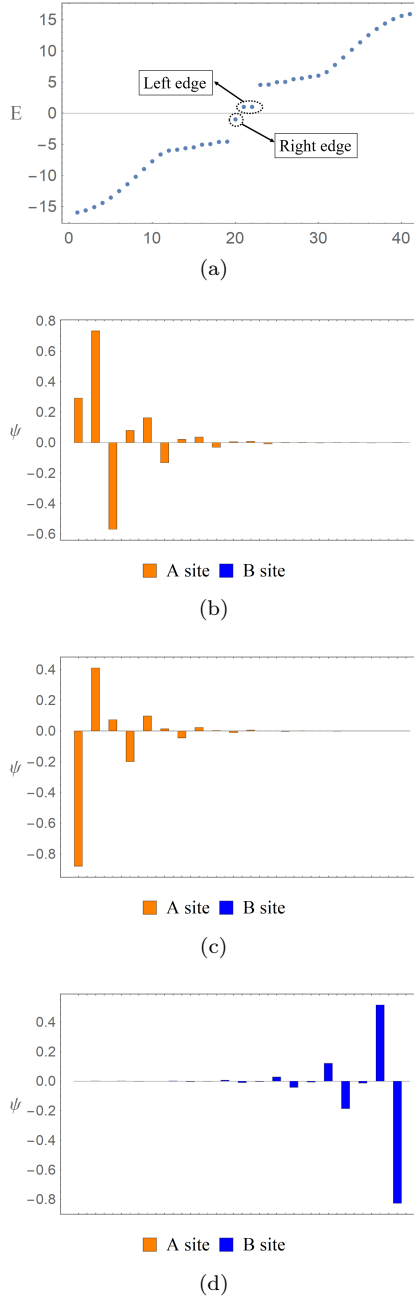 15
10
Left edge
5
E
0
-5
Right edge
-10
-15
0 10 20 30 40
(a)
0.8
0.6
0.4
0.2
ψ 0.0
-0.2
-0.4
-0.6
A site B site
(b)
0.4
0.2
0.0
ψ -0.2
-0.4
-0.6
-0.8
A site B site
(c)
0.4
0.2
ψ 0.0
-0.2
-0.4
-0.6
-0.8
A site B site
(d)